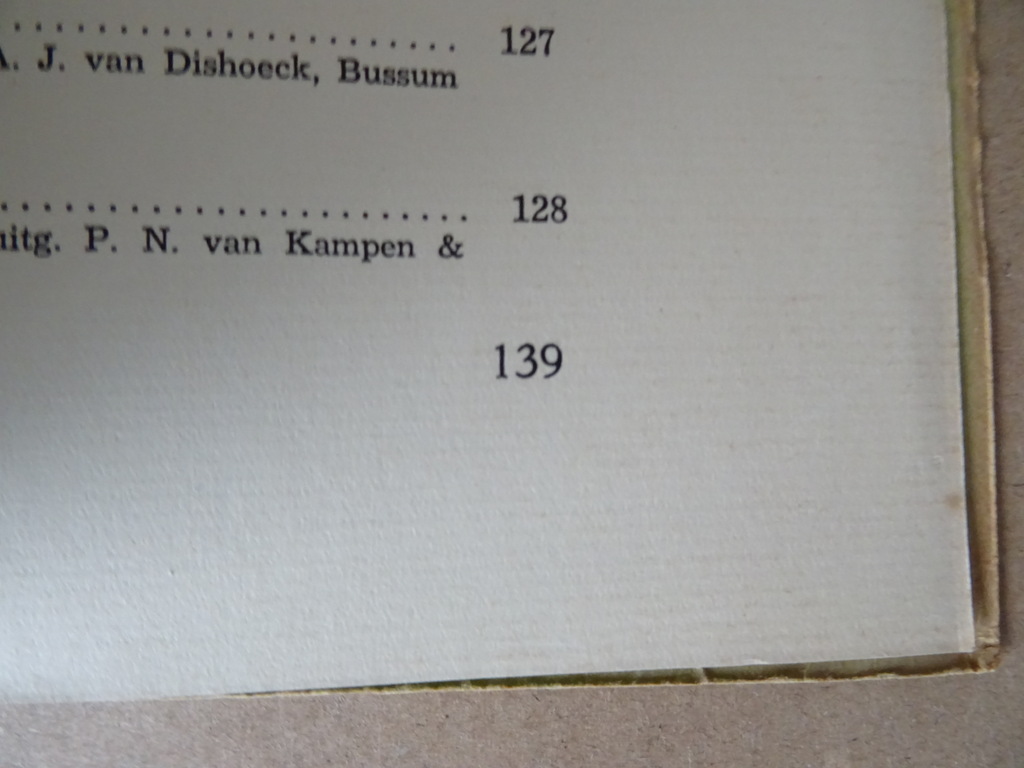 ...................... 127
A. J. van Dishoeck, Bussum
....................... 128
uitg. P. N. van Kampen &
139